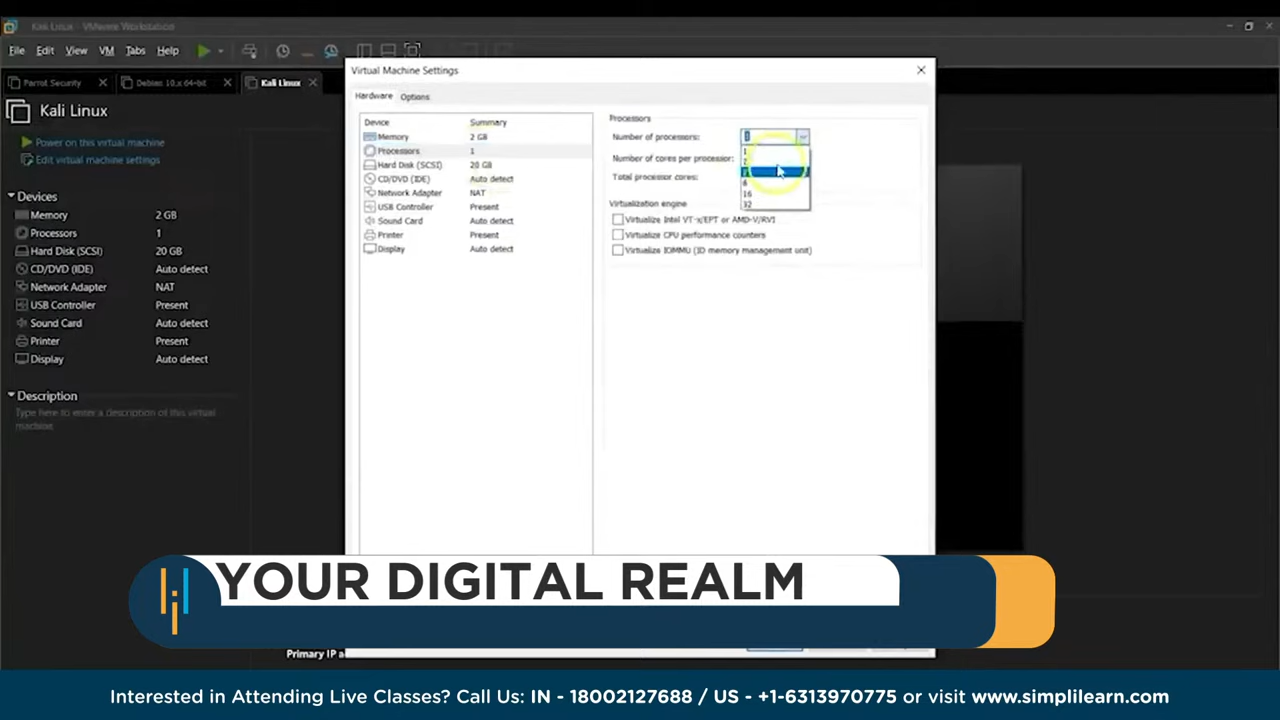 Kali Linux - VMware Workstation
File Edit View VM Tabs Help
Parrot Security
Debian 10.x 64-bit
Kali Linux
Kali Linux
Power on this virtual machine
Edit virtual machine settings
Devices
Memory 2 GB
Processors 1
Hard Disk (SCSI) 20 GB
CD/DVD (IDE) Auto detect
Network Adapter NAT
USB Controller Present
Sound Card Auto detect
Printer Present
Display Auto detect
Description
Type here to enter a description of this virtual machine.
Virtual Machine Settings
Hardware Options
Device Summary
Memory 2 GB
Processors 1
Hard Disk (SCSI) 20 GB
CD/DVD (IDE) Auto detect
Network Adapter NAT
USB Controller Present
Sound Card Auto detect
Printer Present
Display Auto detect
Processors
Number of processors: 1
1
2
8
16
32
Number of cores per processor:
Total processor cores:
Virtualization engine
Virtualize Intel VT-x/EPT or AMD-V/RVI
Virtualize CPU performance counters
Virtualize IOMMU (IO memory management unit)
YOUR DIGITAL REALM
Primary IP a
Interested in Attending Live Classes? Call Us: IN - 18002127688 / US - +1-6313970775 or visit www.simplilearn.com